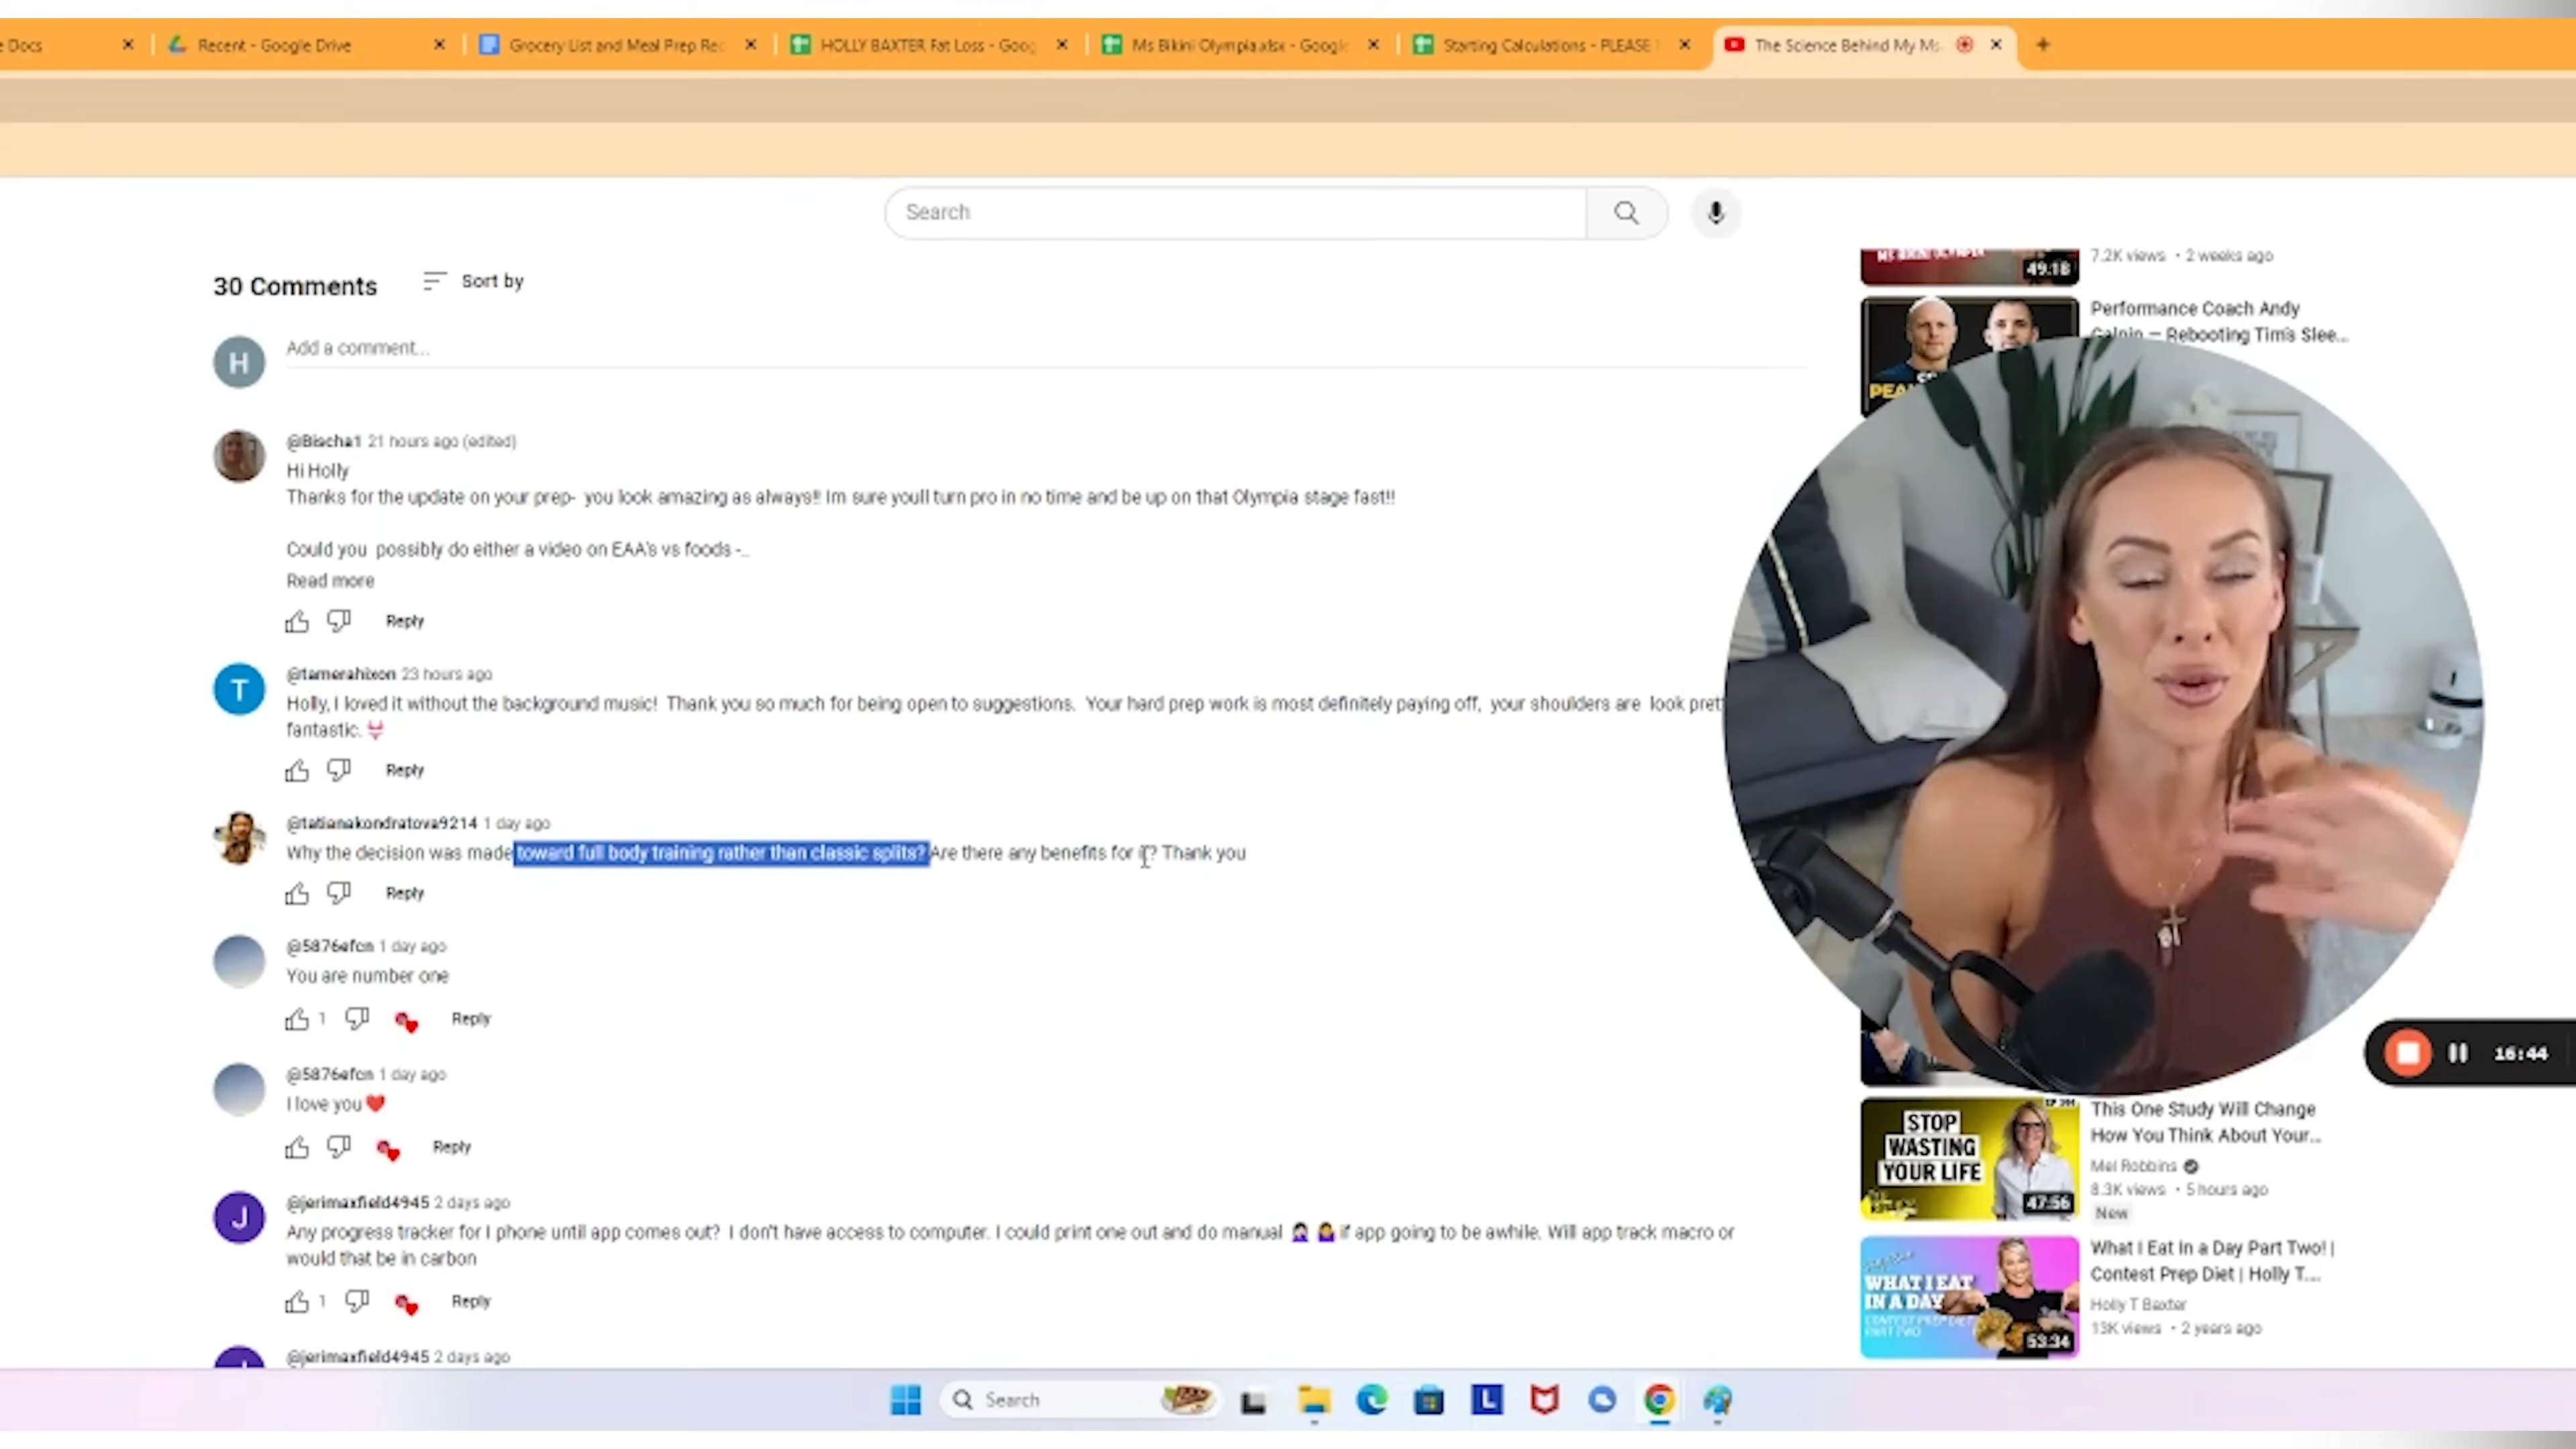 e Docs
Recent - Google Drive
Grocery List and Meal Prep Rec
HOLLY BAXTER Fat Loss - Goog
Ms Bikini Olympia.xlsx - Google
Starting Calculations - PLEASE
The Science Behind My Ms
Search
30 Comments
Sort by
H
Add a comment...
@Bischa1 21 hours ago (edited)
Hi Holly
Thanks for the update on your prep- you look amazing as always!! Im sure youll turn pro in no time and be up on that Olympia stage fast!!
Could you possibly do either a video on EAA's vs foods -...
Read more
Reply
T
@tamerahixon 23 hours ago
Holly, I loved it without the background music! Thank you so much for being open to suggestions. Your hard prep work is most definitely paying off, your shoulders are look pret
fantastic. 👙
Reply
@tatianakondratova9214 1 day ago
Why the decision was made toward full body training rather than classic splits? Are there any benefits for it? Thank you
Reply
@5876efcn 1 day ago
You are number one
1 Reply
@5876efcn 1 day ago
I love you ❤️
Reply
J
@jerimaxfield4945 2 days ago
Any progress tracker for I phone until app comes out? I don't have access to computer. I could print one out and do manual 🤦🏻‍♀️ 🤷‍♀️ if app going to be awhile. Will app track macro or
would that be in carbon
1 Reply
@jerimaxfield4945 2 days ago
MS BIKINI OLYMPIA
49:18
7.2K views • 2 weeks ago
Performance Coach Andy
Galpin — Rebooting Tim's Slee...
16:44
STOP
WASTING
YOUR LIFE
47:56
This One Study Will Change
How You Think About Your...
Mel Robbins
8.3K views • 5 hours ago
New
WHAT I EAT
IN A DAY
CONTEST PREP DIET
PART TWO
53:34
What I Eat In a Day Part Two! |
Contest Prep Diet | Holly T....
Holly T Baxter
13K views • 2 years ago
Search
L